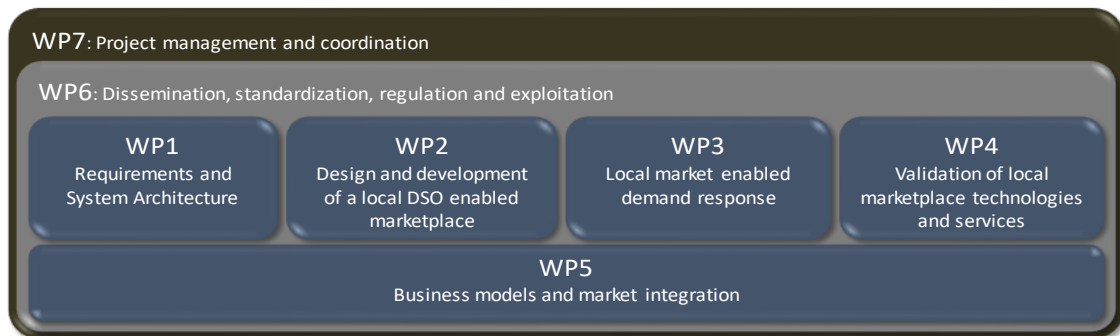 WP7: Project management and coordination
WP6: Dissemination, standardization, regulation and exploitation
WP1
Requirements and
System Architecture
WP2
Design and development
of a local DSO enabled
marketplace
WP3
Local market enabled
demand response
WP4
Validation of local
marketplace technologies
and services
WP5
Business models and market integration